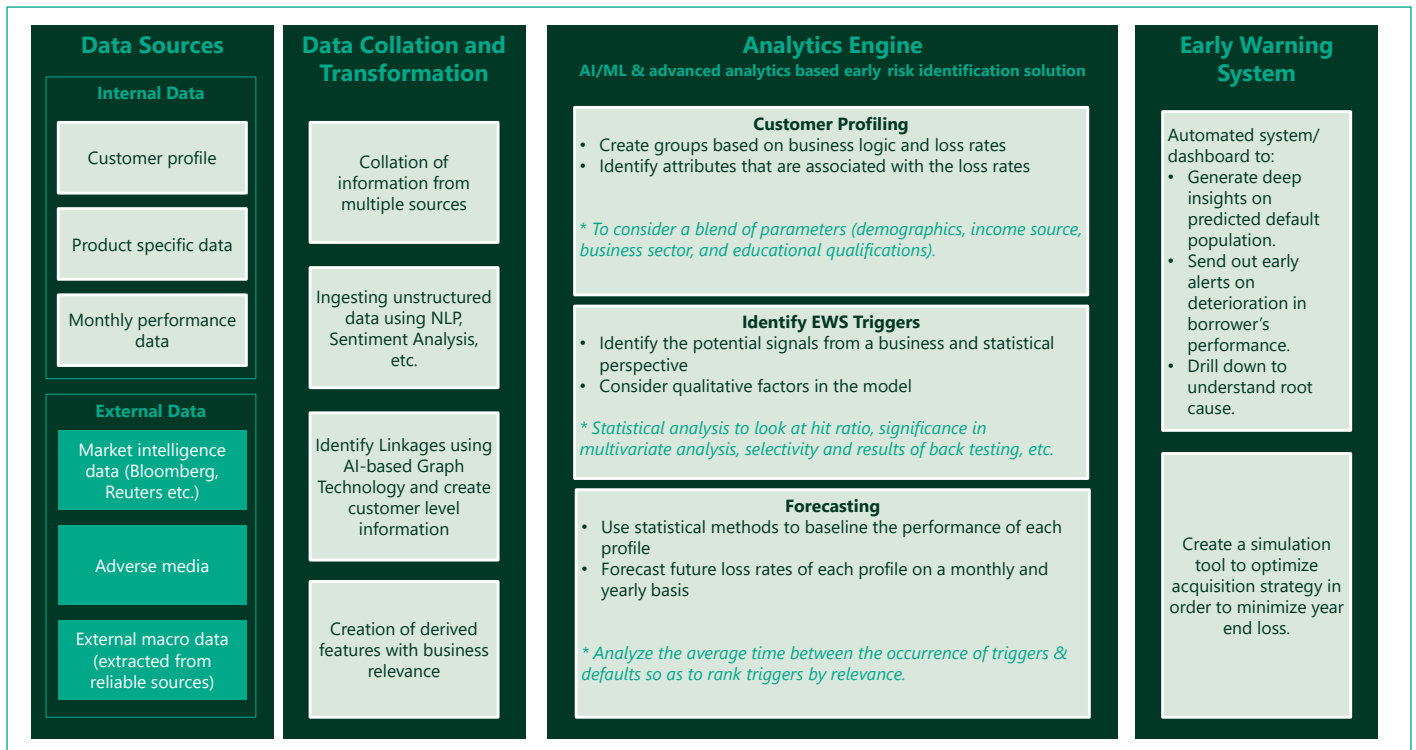 Data Sources
Internal Data
Customer profile
Product specific data
Monthly performance
data
External Data
Market intelligence
data (Bloomberg,
Reuters etc.)
Adverse media
External macro data
(extracted from
reliable sources)
Data Collation and
Transformation
Collation of
information from
multiple sources
Ingesting unstructured
data using NLP,
Sentiment Analysis,
etc.
Identify Linkages using
AI-based Graph
Technology and create
customer level
information
Creation of derived
features with business
relevance
Analytics Engine
AI/ML & advanced analytics based early risk identification solution
Customer Profiling
• Create groups based on business logic and loss rates
• Identify attributes that are associated with the loss rates
* To consider a blend of parameters (demographics, income source,
business sector, and educational qualifications).
Identify EWS Triggers
• Identify the potential signals from a business and statistical
perspective
• Consider qualitative factors in the model
* Statistical analysis to look at hit ratio, significance in
multivariate analysis, selectivity and results of back testing, etc.
Forecasting
• Use statistical methods to baseline the performance of each
profile
• Forecast future loss rates of each profile on a monthly and
yearly basis
* Analyze the average time between the occurrence of triggers &
defaults so as to rank triggers by relevance.
Early Warning
System
Automated system/
dashboard to:
• Generate deep
insights on
predicted default
population.
• Send out early
alerts on
deterioration in
borrower’s
performance.
• Drill down to
understand root
cause.
Create a simulation
tool to optimize
acquisition strategy in
order to minimize year
end loss.